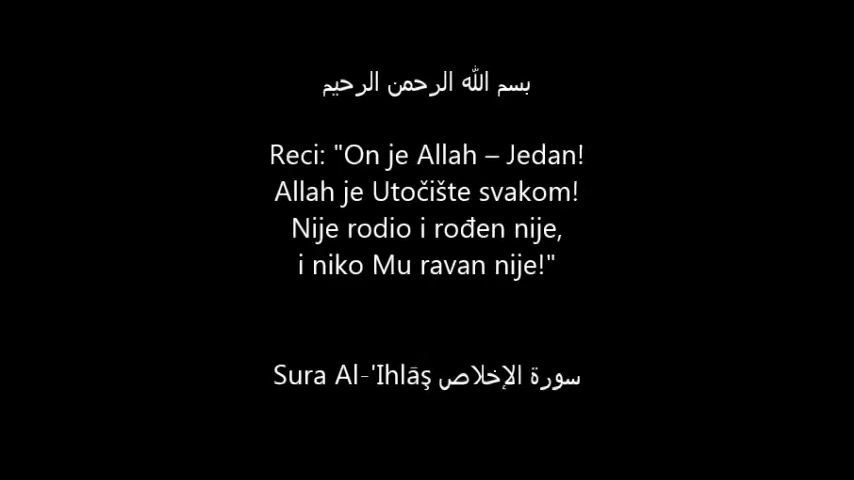 بسم الله الرحمن الرحيم
Reci: "On je Allah – Jedan!
Allah je Utočište svakom!
Nije rodio i rođen nije,
i niko Mu ravan nije!"
Sura Al-'Ihlāş سورة الإخلاص